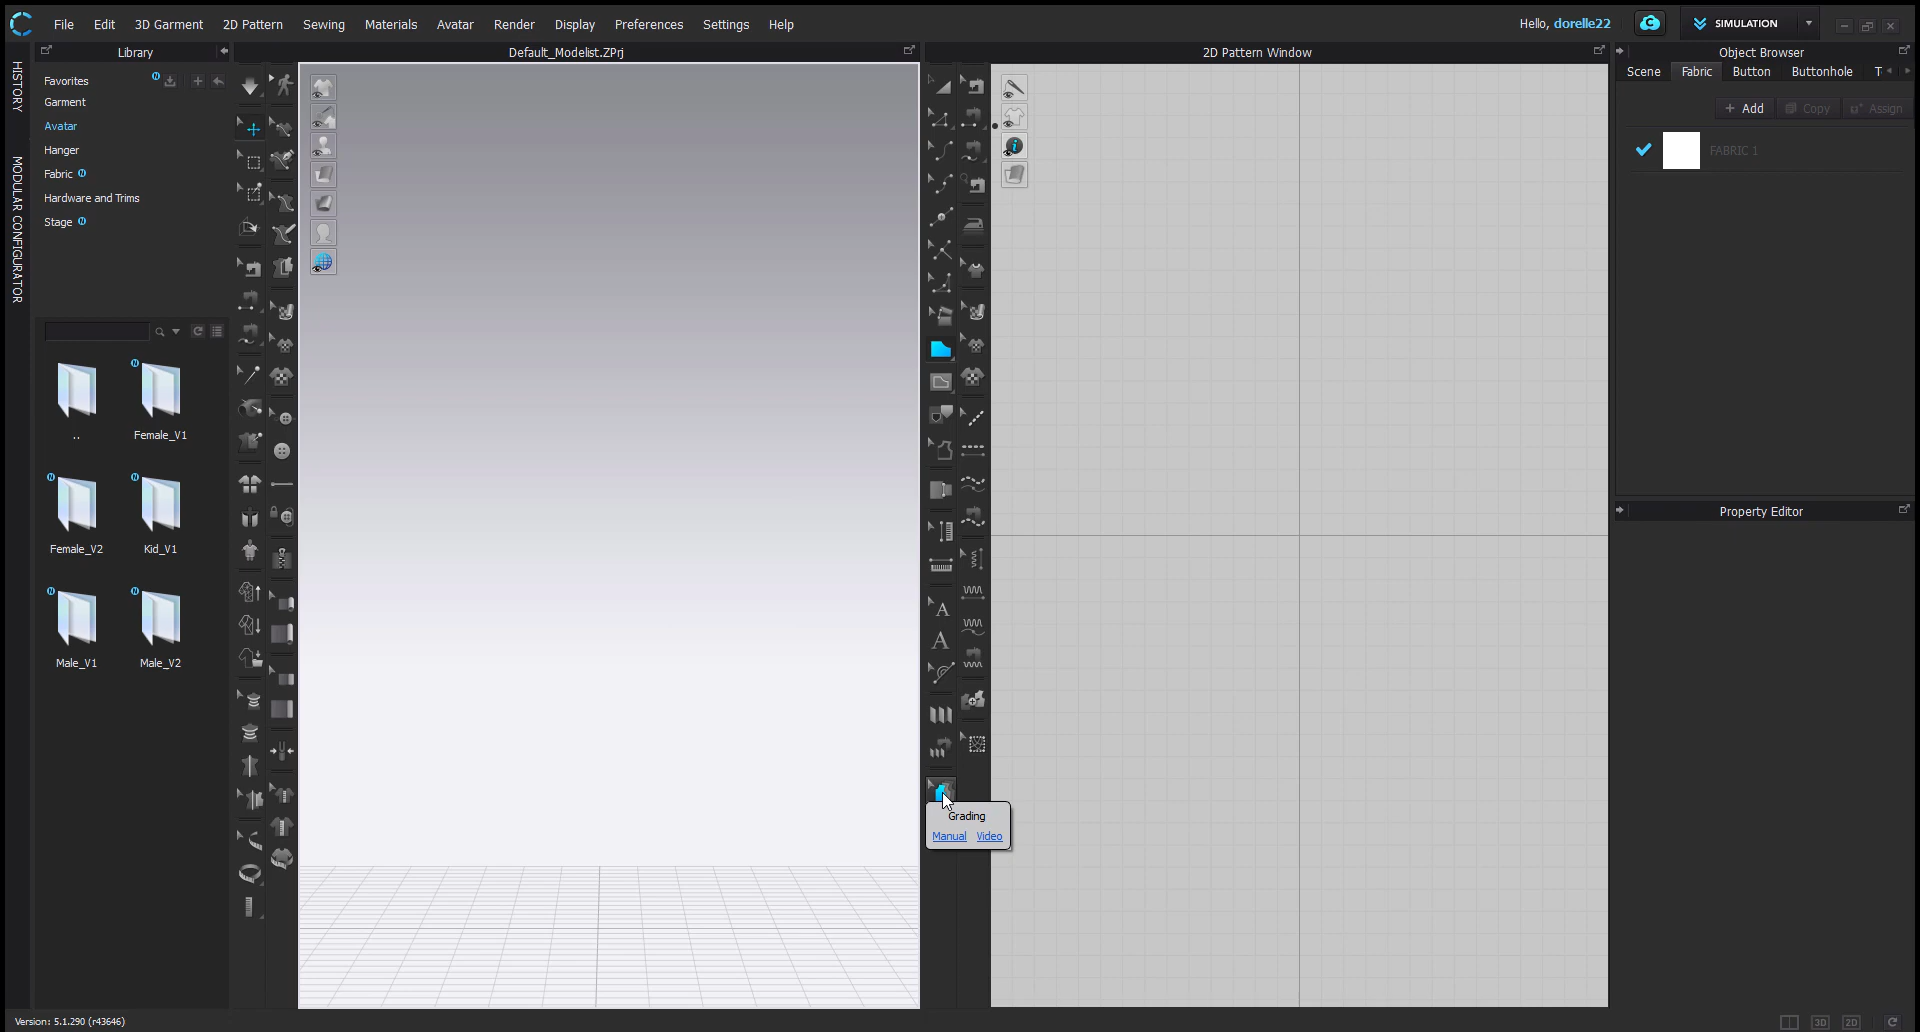 File Edit 3D Garment 2D Pattern Sewing Materials Avatar Render Display Preferences Settings Help
Hello, dorelle22
SIMULATION
HISTORY
MODULAR CONFIGURATOR
Library
Favorites
Garment
Avatar
Hanger
Fabric N
Hardware and Trims
Stage N
..
Female_V1
Female_V2
Kid_V1
Male_V1
Male_V2
Default_Modelist.ZPrj
2D Pattern Window
A
A
Grading
Manual Video
Object Browser
Scene Fabric Button Buttonhole T
+ Add Copy Assign
FABRIC 1
Property Editor
Version: 5.1.290 (r43646)
3D 2D